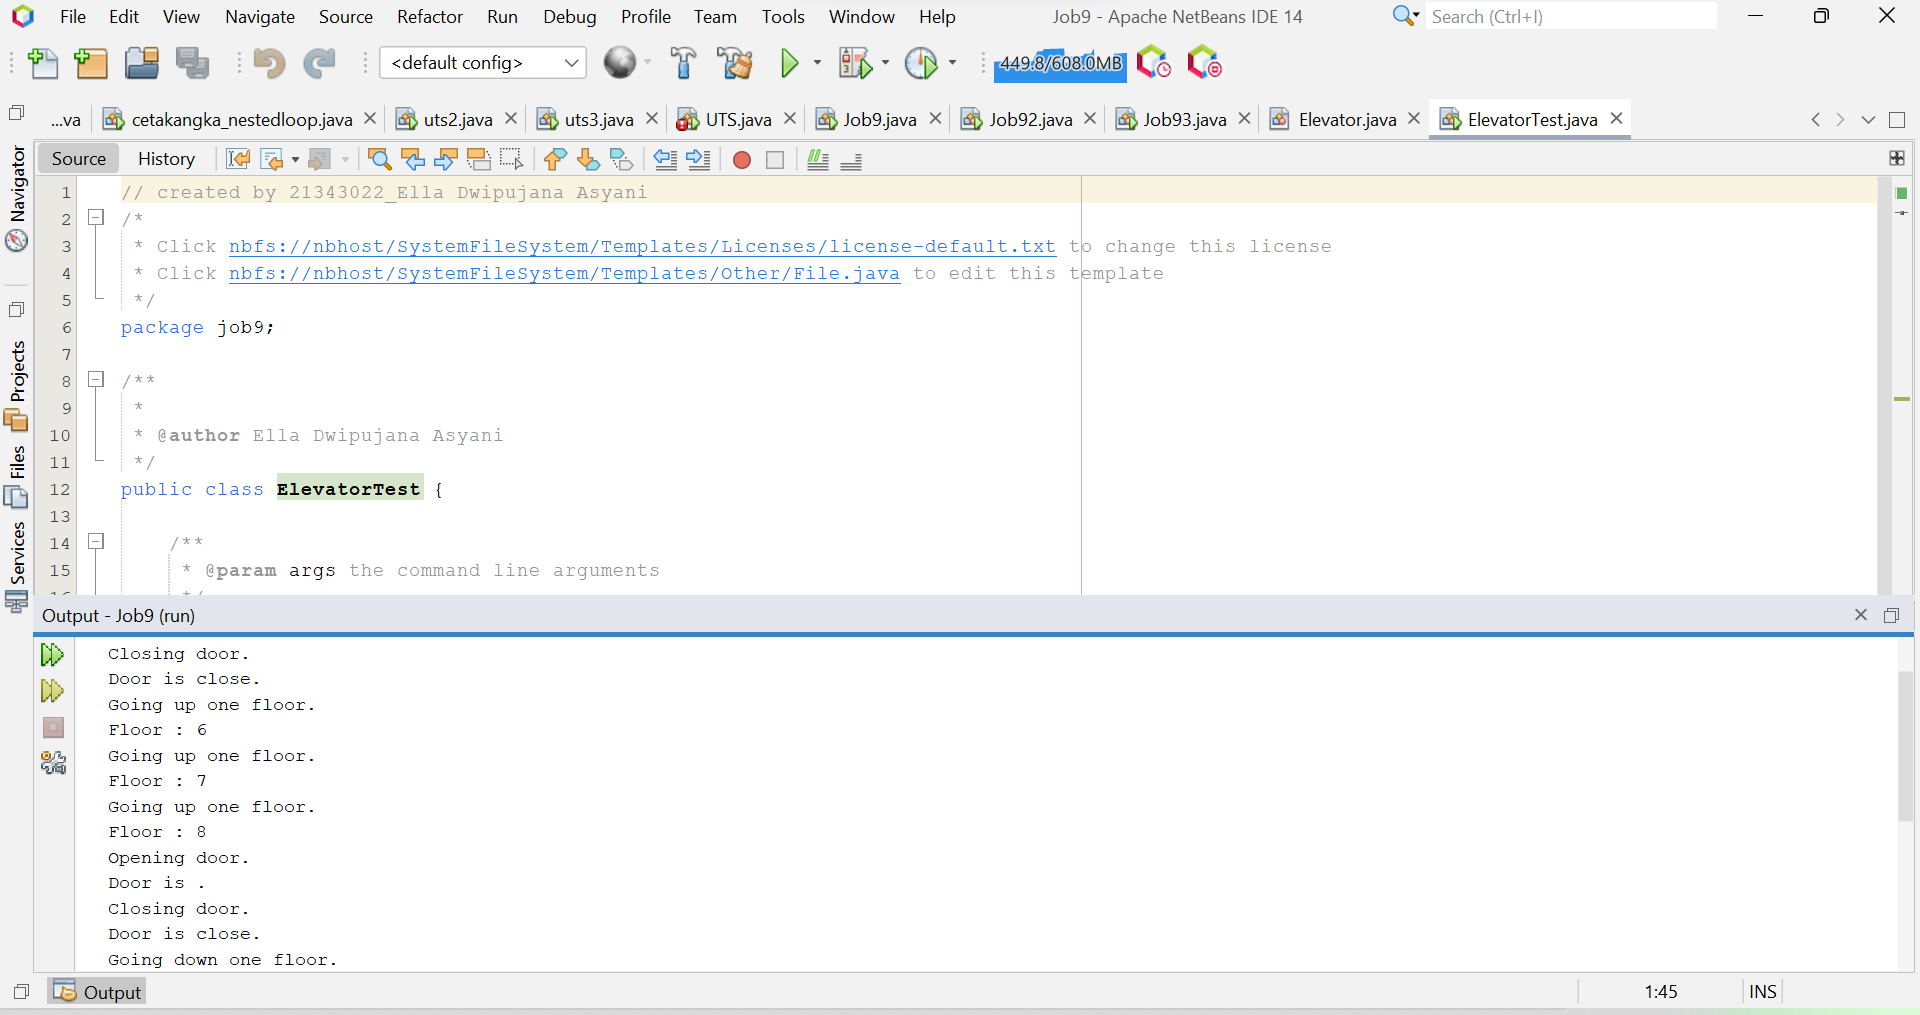 File Edit View Navigate Source Refactor Run Debug Profile Team Tools Window Help Job9 - Apache NetBeans IDE 14 Search (Ctrl+I)
<default config> 449.8/608.0MB
...va cetakangka_nestedloop.java uts2.java uts3.java UTS.java Job9.java Job92.java Job93.java Elevator.java ElevatorTest.java
Source History
Navigator
Projects
Files
Services
1 // created by 21343022_Ella Dwipujana Asyani
2 /*
3 * Click nbfs://nbhost/SystemFileSystem/Templates/Licenses/license-default.txt to change this license
4 * Click nbfs://nbhost/SystemFileSystem/Templates/Other/File.java to edit this template
5 */
6 package job9;
7
8 /**
9 *
10 * @author Ella Dwipujana Asyani
11 */
12 public class ElevatorTest {
13
14 /**
15 * @param args the command line arguments
Output - Job9 (run)
Closing door.
Door is close.
Going up one floor.
Floor : 6
Going up one floor.
Floor : 7
Going up one floor.
Floor : 8
Opening door.
Door is .
Closing door.
Door is close.
Going down one floor.
Output 1:45 INS